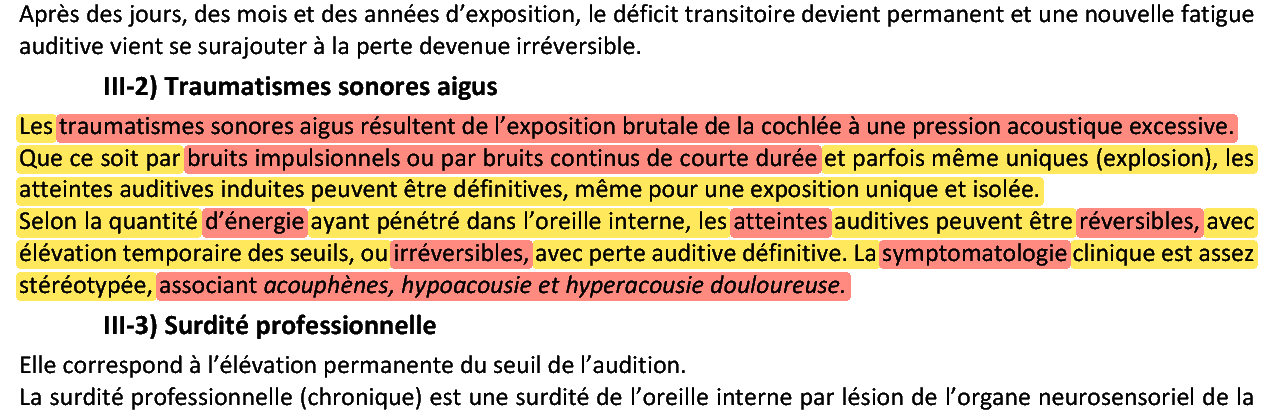 Après des jours, des mois et des années d’exposition, le déficit transitoire devient permanent et une nouvelle fatigue
auditive vient se surajouter à la perte devenue irréversible.
III-2) Traumatismes sonores aigus
Les traumatismes sonores aigus résultent de l’exposition brutale de la cochlée à une pression acoustique excessive.
Que ce soit par bruits impulsionnels ou par bruits continus de courte durée et parfois même uniques (explosion), les
atteintes auditives induites peuvent être définitives, même pour une exposition unique et isolée.
Selon la quantité d’énergie ayant pénétré dans l’oreille interne, les atteintes auditives peuvent être réversibles, avec
élévation temporaire des seuils, ou irréversibles, avec perte auditive définitive. La symptomatologie clinique est assez
stéréotypée, associant acouphènes, hypoacousie et hyperacousie douloureuse.
III-3) Surdité professionnelle
Elle correspond à l’élévation permanente du seuil de l’audition.
La surdité professionnelle (chronique) est une surdité de l’oreille interne par lésion de l’organe neurosensoriel de la